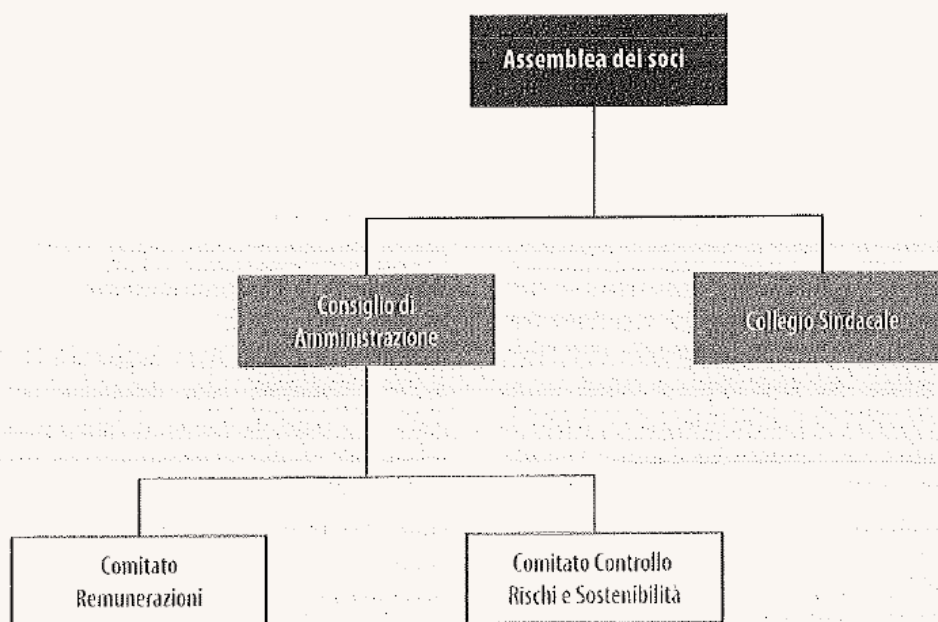 Assemblea dei soci
Consiglio di
Amministrazione
Collegio Sindacale
Comitato
Remunerazioni
Comitato Controllo
Rischi e Sostenibilità